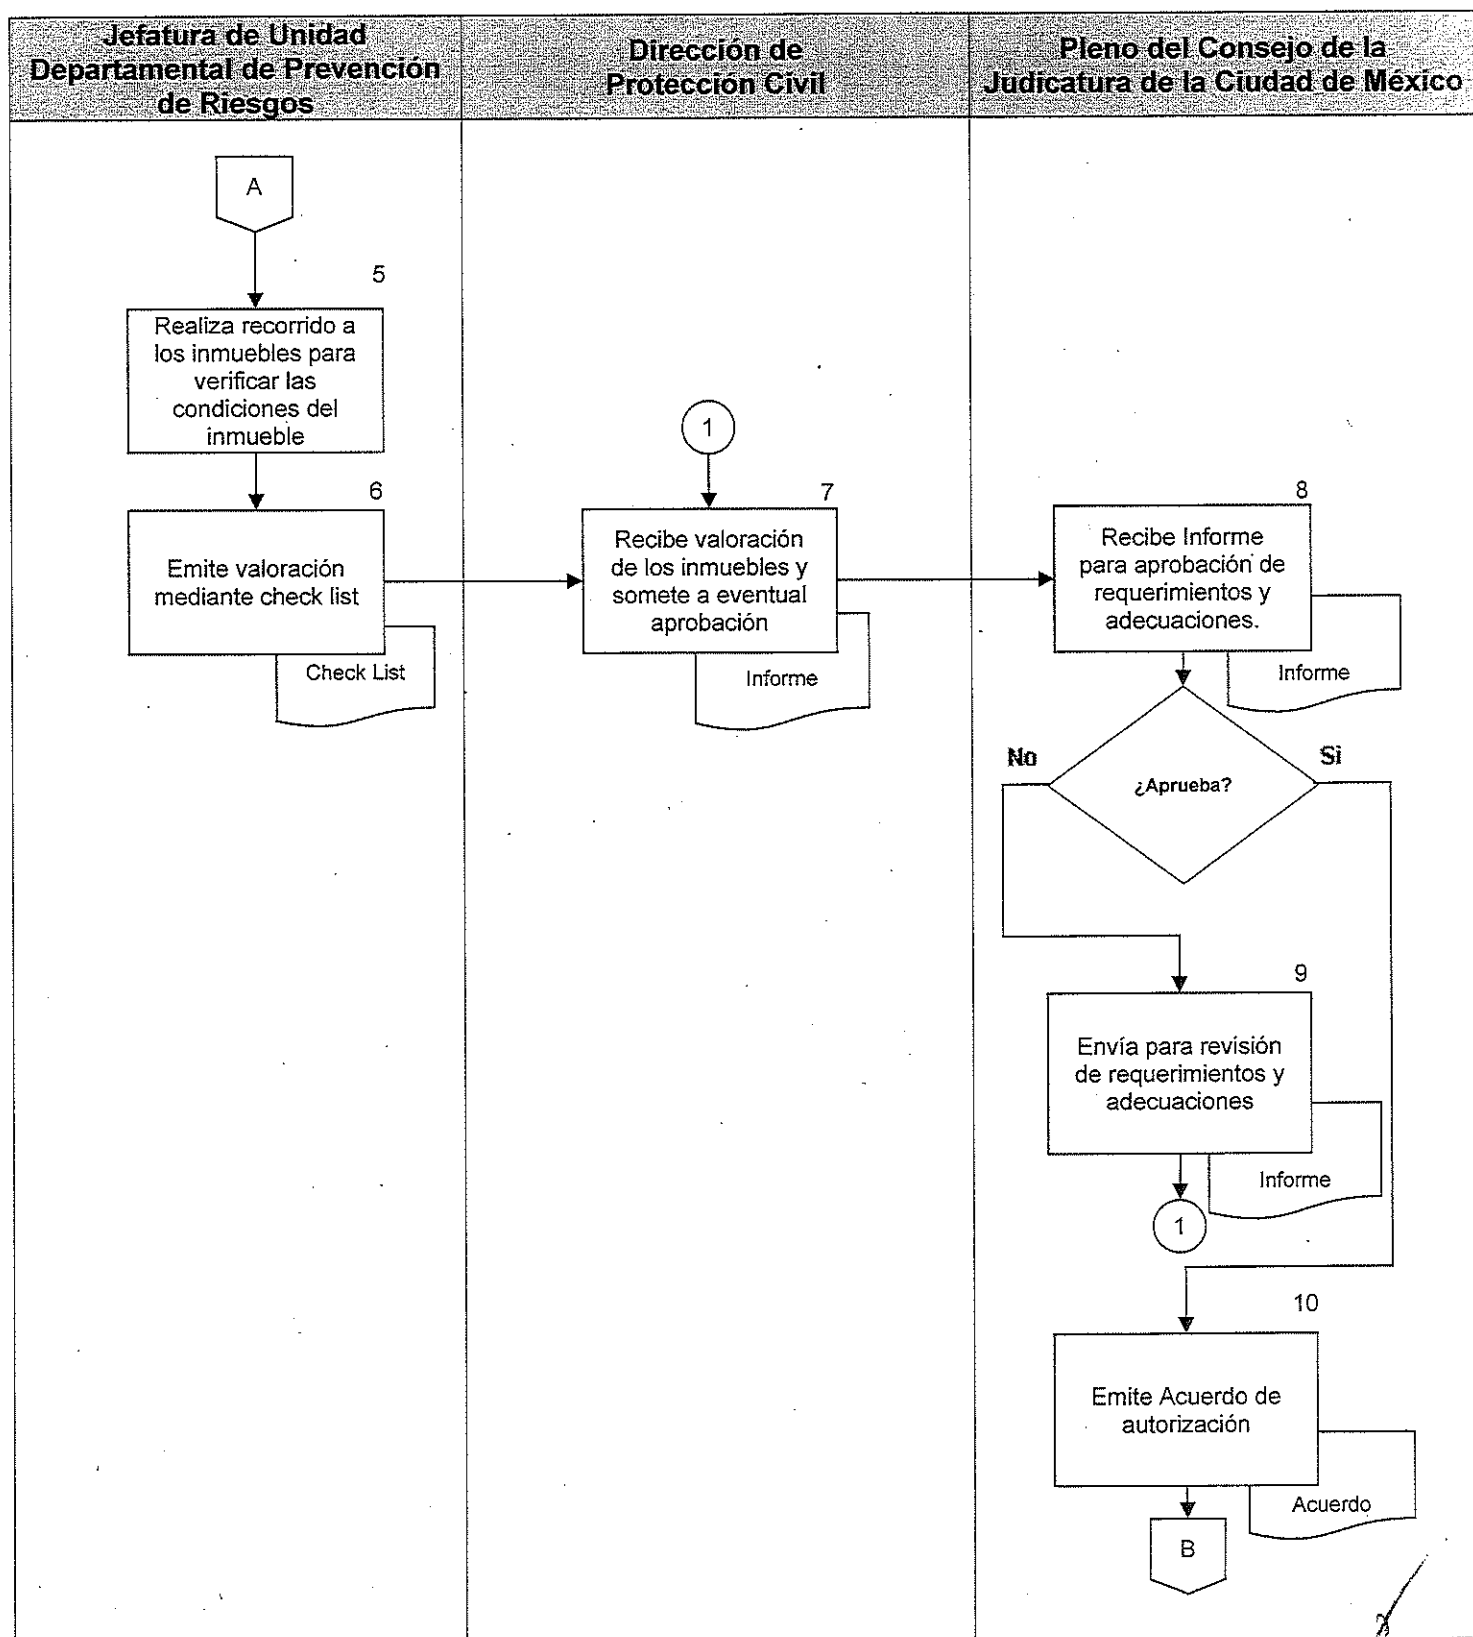 Jefatura de Unidad
Departamental de Prevención
de Riesgos
Dirección de
Protección Civil
Pleno del Consejo de la
Judicatura de la Ciudad de México
A
5
Realiza recorrido a
los inmuebles para
verificar las
condiciones del
inmueble
6
Emite valoración
mediante check list
Check List
1
7
Recibe valoración
de los inmuebles y
somete a eventual
aprobación
Informe
8
Recibe Informe
para aprobación de
requerimientos y
adecuaciones.
Informe
No
Si
¿Aprueba?
9
Envía para revisión
de requerimientos y
adecuaciones
Informe
1
10
Emite Acuerdo de
autorización
Acuerdo
B